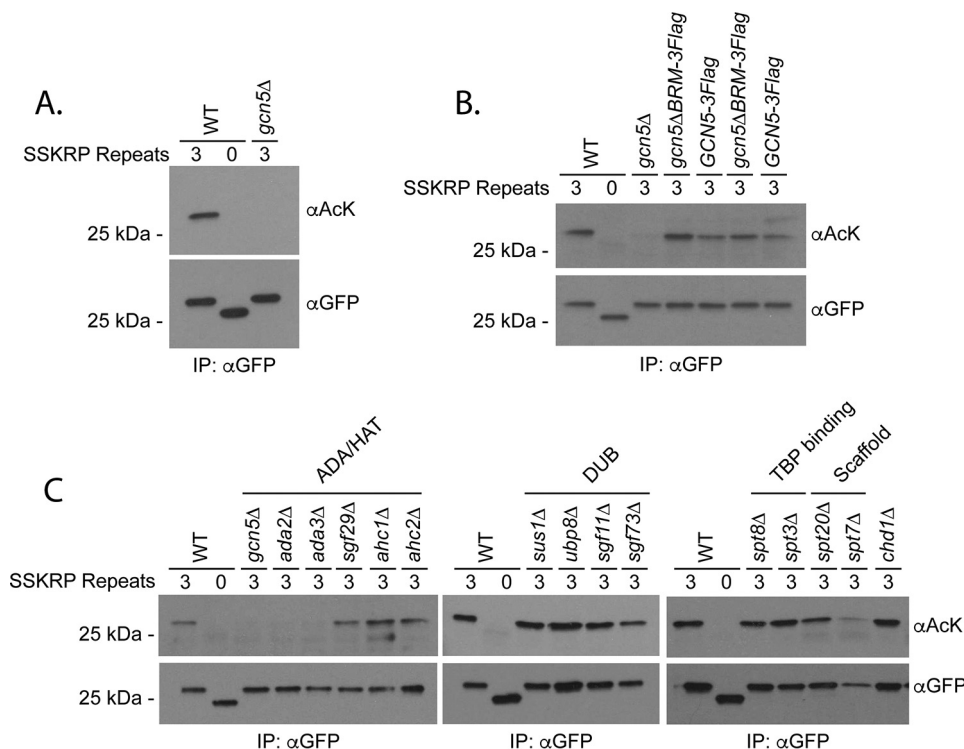 A.
WT
gcn5Δ
SSKRP Repeats 3 0 3
αAcK
25 kDa -
αGFP
25 kDa -
IP: αGFP
B.
WT
gcn5Δ
gcn5ΔBRM-3Flag
GCN5-3Flag
gcn5ΔBRM-3Flag
GCN5-3Flag
SSKRP Repeats 3 0 3 3 3 3 3
αAcK
25 kDa -
αGFP
25 kDa -
IP: αGFP
C
ADA/HAT
WT
gcn5Δ
ada2Δ
ada3Δ
sgf29Δ
ahc1Δ
ahc2Δ
DUB
WT
sus1Δ
ubp8Δ
sgf11Δ
sgf73Δ
TBP binding
Scaffold
WT
spt8Δ
spt3Δ
spt20Δ
spt7Δ
chd1Δ
SSKRP Repeats 3 0 3 3 3 3 3 3 3 0 3 3 3 3 3 0 3 3 3 3 3
αAcK
25 kDa -
αGFP
25 kDa -
IP: αGFP IP: αGFP IP: αGFP